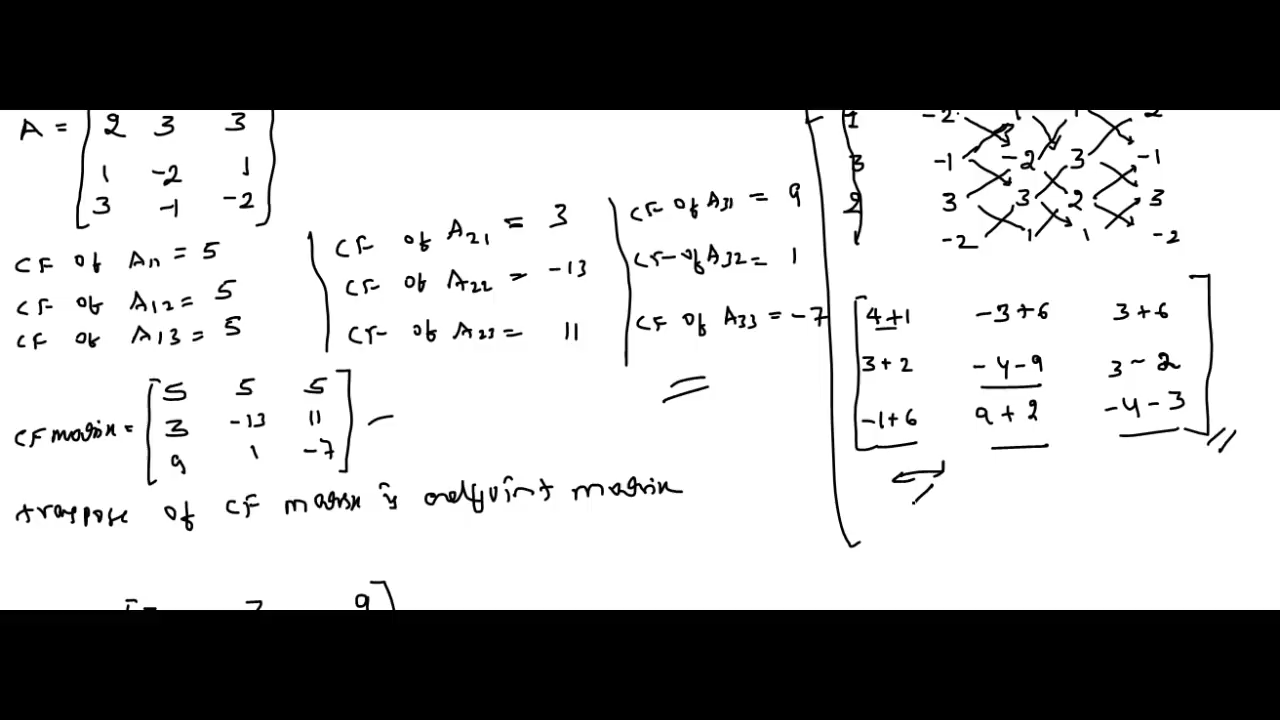 A = [ 2 3 3
1 -2 1
3 -1 -2 ]
CF of A11 = 5
CF of A12 = 5
CF of A13 = 5
CF of A21 = 3
CF of A22 = -13
CF of A23 = 11
CF of A31 = 9
CF of A32 = 1
CF of A33 = -7
CF matrix = [ 5 5 5
3 -13 11
9 1 -7 ]
traspose of CF matrix is adjoint matrix
3 9
1 -2 1 1 2
3 -1 -2 3 -1
2 3 3 2 3
1 -2 1 1 -2
[ 4+1 -3+6 3+6
3+2 -4-9 3-2
-1+6 9+2 -4-3 ]